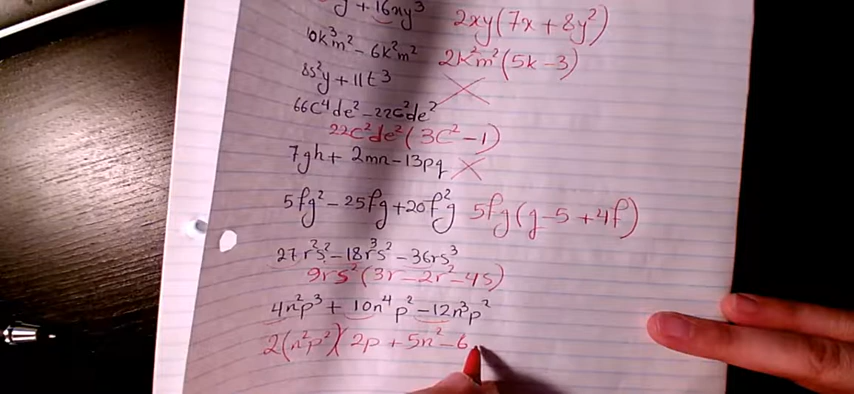 y + 16xy³ 2xy(7x + 8y²)
10k³m² - 6k²m² 2k²m²(5k - 3)
8s²y + 11t³
66c⁴de² - 22c²de²
22c²de²(3c² - 1)
7gh + 2mn - 13pq
5fg² - 25fg + 20f²g 5fg(g - 5 + 4f)
27r²s² - 18r³s² - 36rs³
9rs²(3r - 2r² - 4s)
4n²p³ + 10n⁴p² - 12n³p²
2(n²p²)(2p + 5n² - 6